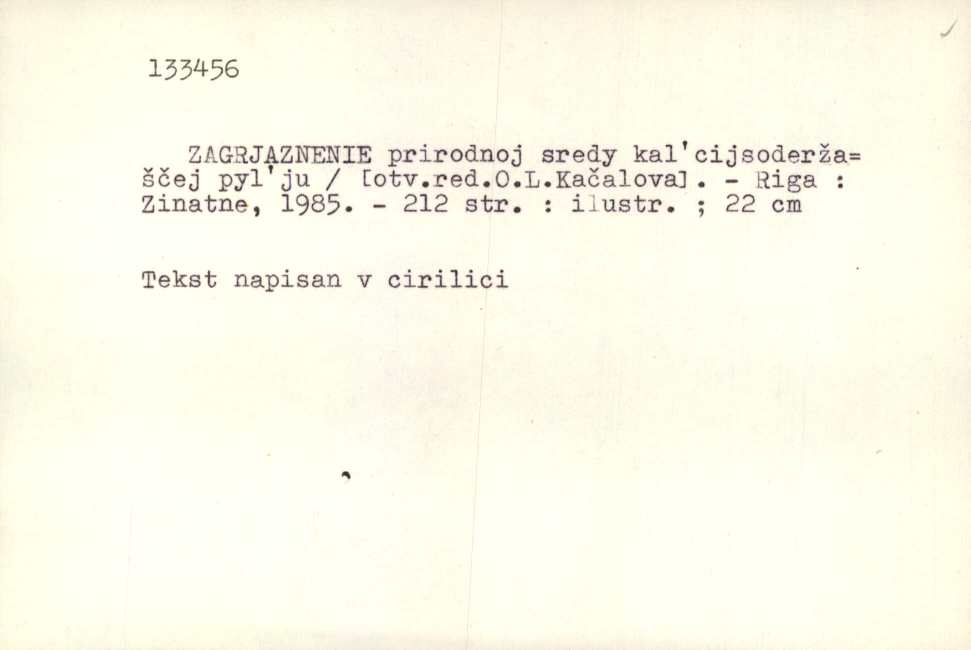 133456
ZAGRJAZNENIE prirodnoj sredy kal'cijsoderža=
ščej pyl'ju / [otv.red.O.L.Kačalova]. - Riga :
Zinatne, 1985. - 212 str. : ilustr. ; 22 cm
Tekst napisan v cirilici